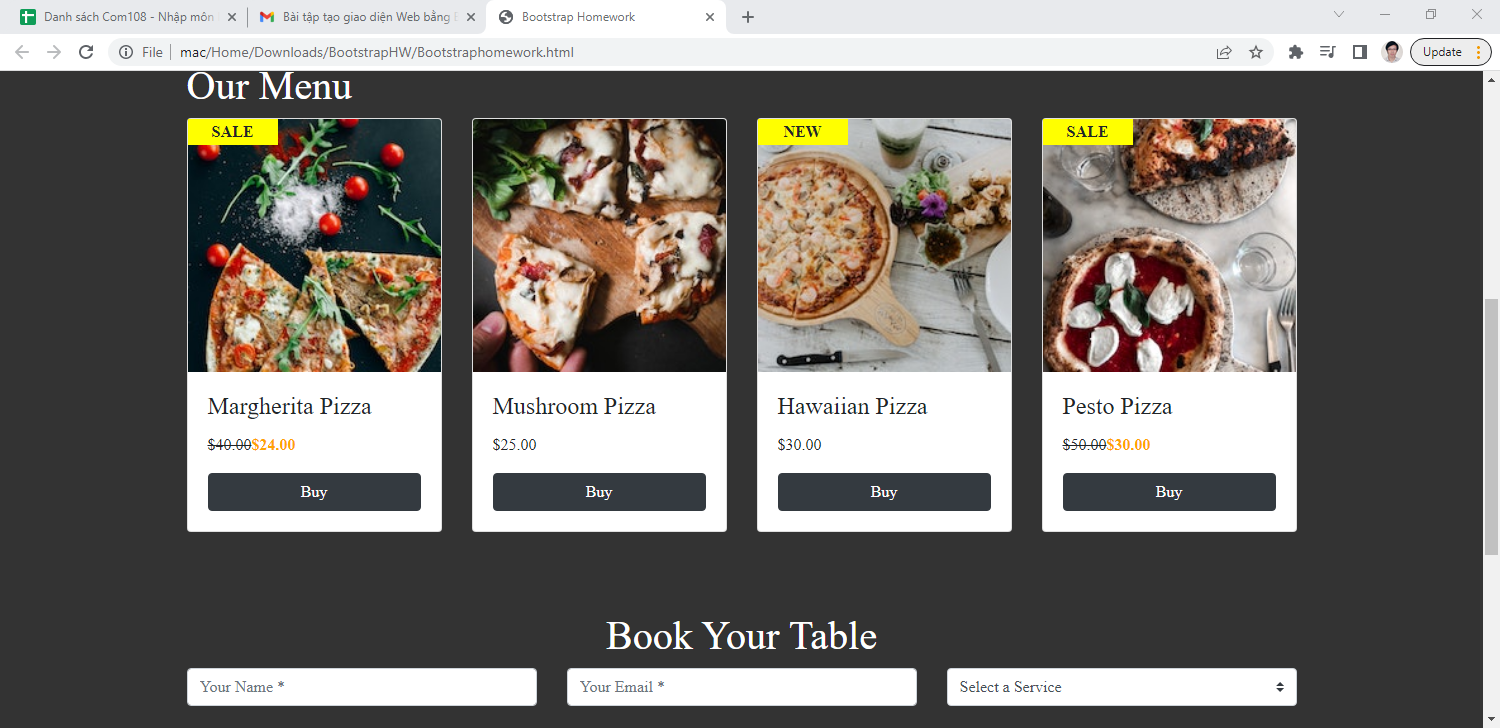 Danh sách Com108 - Nhập môn
Bài tập tạo giao diện Web bằng
Bootstrap Homework
File
mac/Home/Downloads/BootstrapHW/Bootstraphomework.html
Update
Our Menu
SALE
NEW
SALE
Margherita Pizza
Mushroom Pizza
Hawaiian Pizza
Pesto Pizza
$40.00$24.00
$25.00
$30.00
$50.00$30.00
Buy
Buy
Buy
Buy
Book Your Table
Your Name *
Your Email *
Select a Service